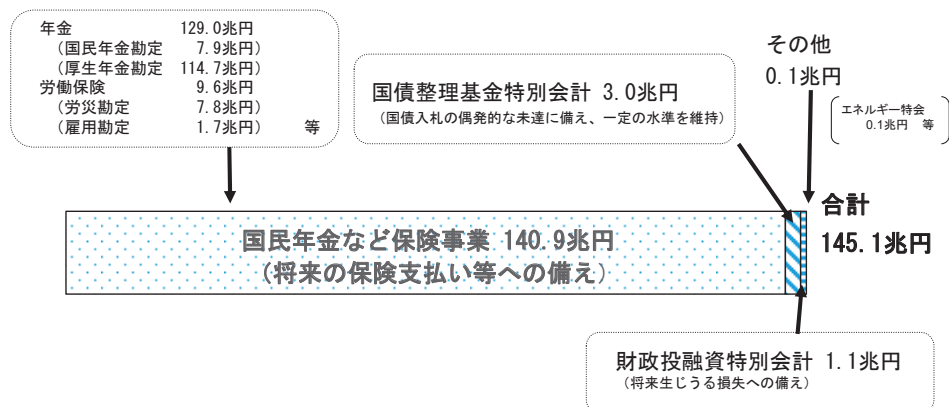 年金 129.0兆円
(国民年金勘定 7.9兆円)
(厚生年金勘定 114.7兆円)
労働保険 9.6兆円
(労災勘定 7.8兆円)
(雇用勘定 1.7兆円) 等
国債整理基金特別会計 3.0兆円
(国債入札の偶発的な未達に備え、一定の水準を維持)
その他
0.1兆円
エネルギー特会
0.1兆円 等
国民年金など保険事業 140.9兆円
(将来の保険支払い等への備え)
合計
145.1兆円
財政投融資特別会計 1.1兆円
(将来生じうる損失への備え)